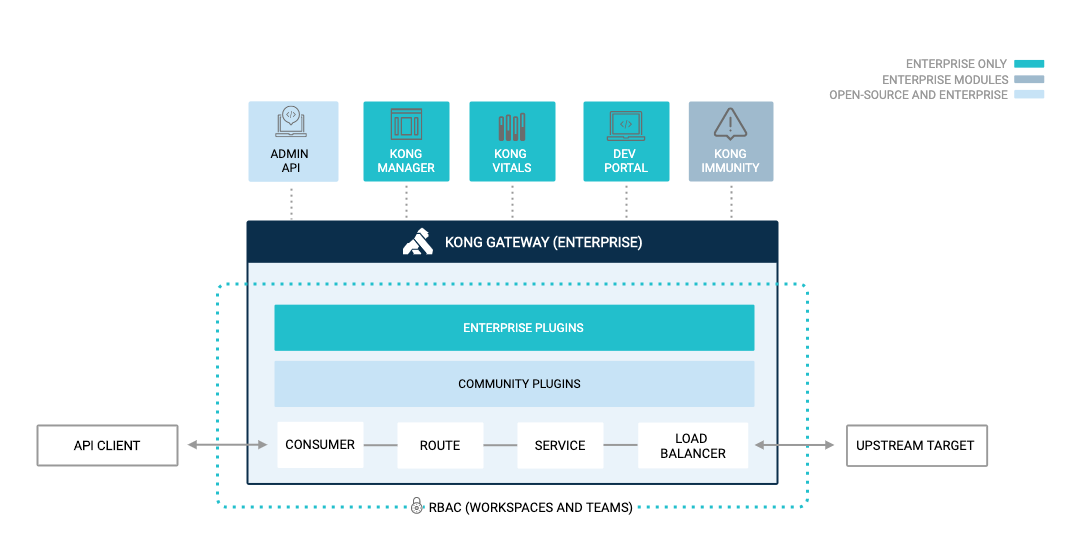 ENTERPRISE ONLY
ENTERPRISE MODULES
OPEN-SOURCE AND ENTERPRISE
ADMIN
API
KONG
MANAGER
KONG
VITALS
DEV
PORTAL
KONG
IMMUNITY
KONG GATEWAY (ENTERPRISE)
ENTERPRISE PLUGINS
COMMUNITY PLUGINS
API CLIENT
CONSUMER
ROUTE
SERVICE
LOAD
BALANCER
UPSTREAM TARGET
RBAC (WORKSPACES AND TEAMS)